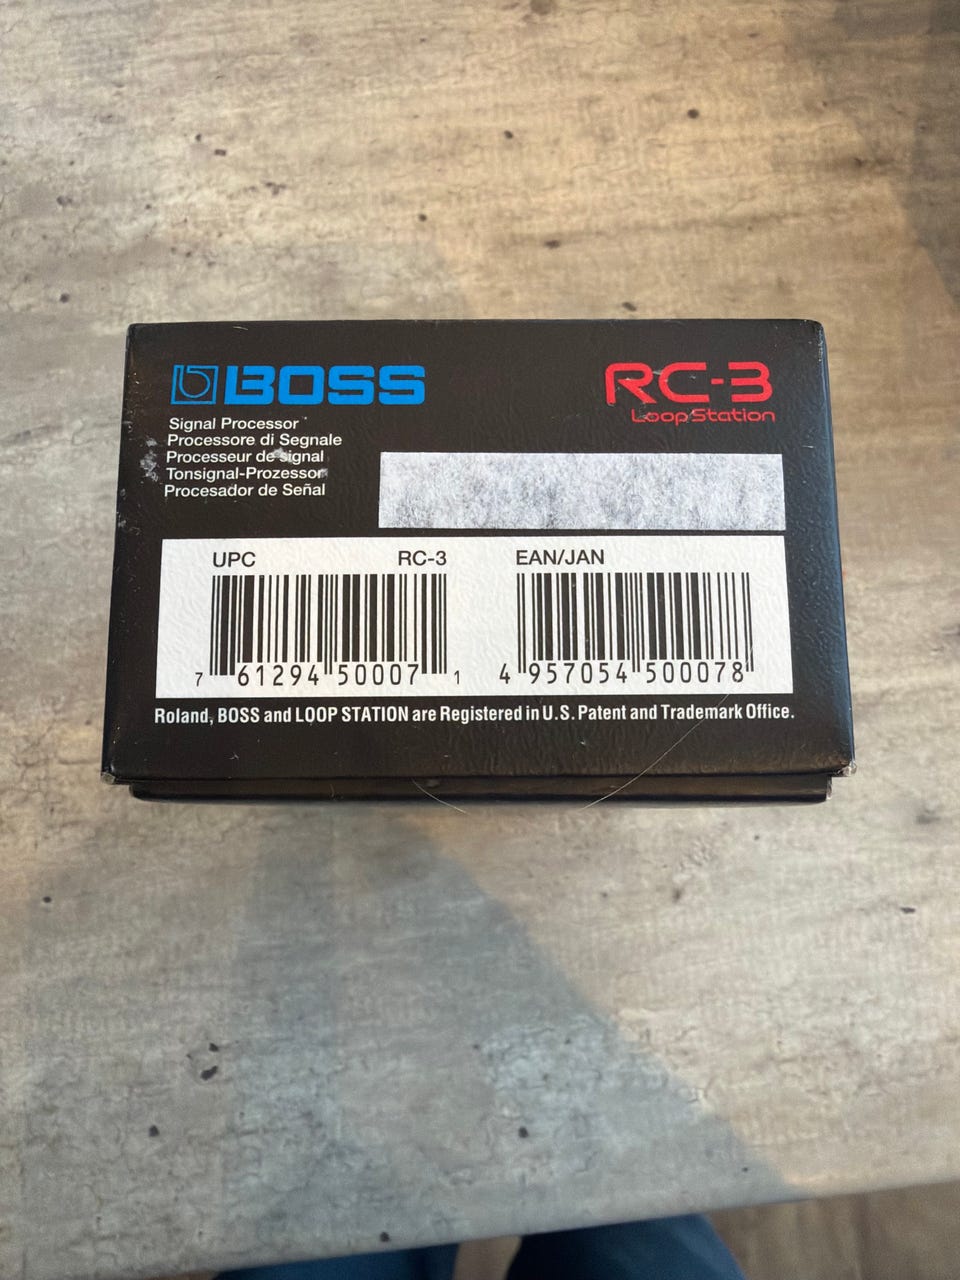 BOSS
RC-3
Loop Station
Signal Processor
Processore di Segnale
Processeur de signal
Tonsignal-Prozessor
Procesador de Señal
UPC RC-3
7 61294 50007 1
EAN/JAN
4 957054 500078
Roland, BOSS and LOOP STATION are Registered in U.S. Patent and Trademark Office.